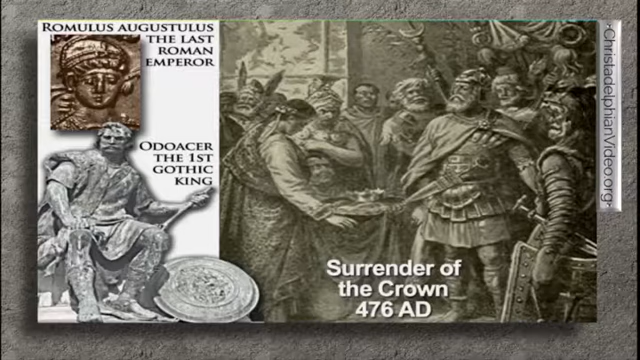 ROMULUS AUGUSTULUS
THE LAST
ROMAN
EMPEROR
ODOACER
THE 1ST
GOTHIC
KING
Surrender of
the Crown
476 AD
ChristadelphianVideo.org